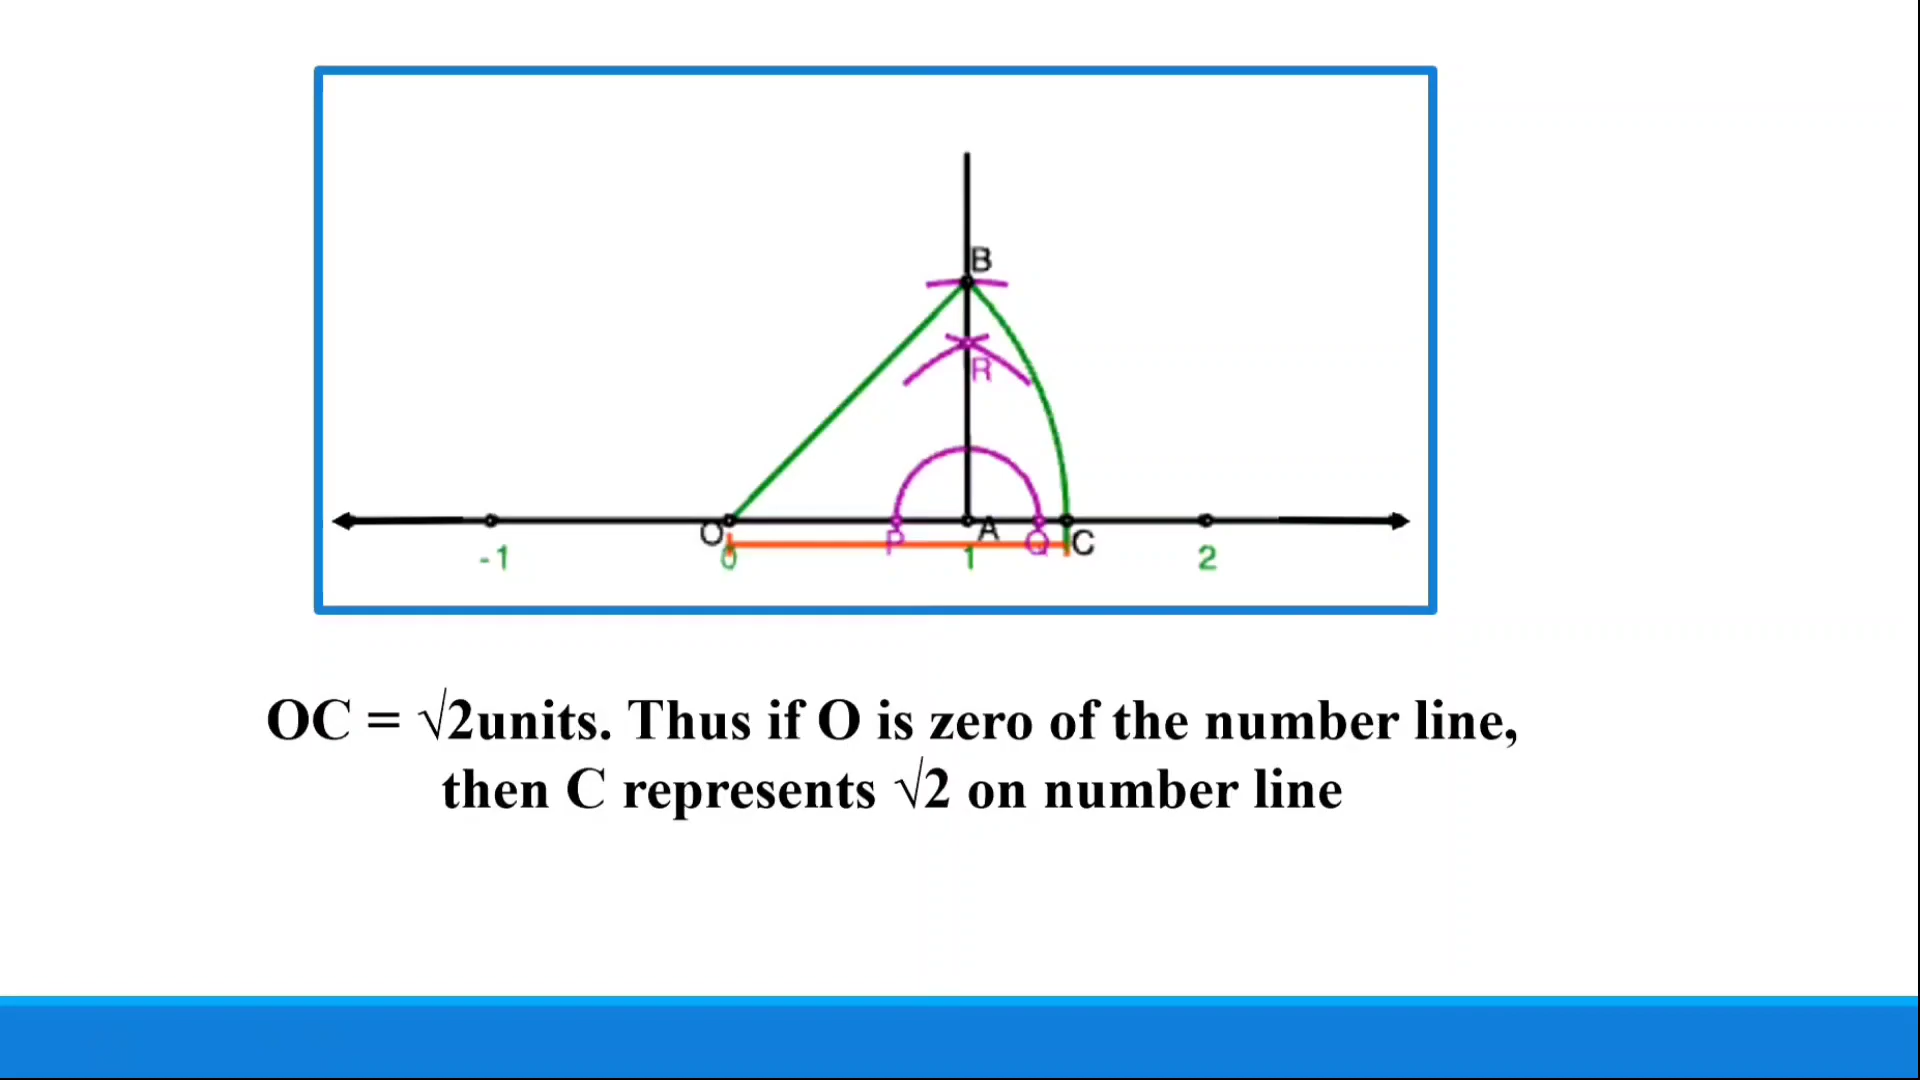 B
R
O A
P Q C
-1 0 1 2
OC = √2units. Thus if O is zero of the number line,
then C represents √2 on number line